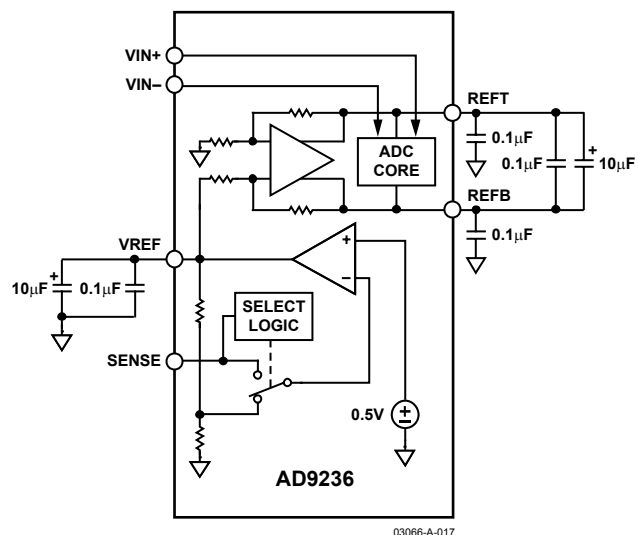 VIN+
VIN–
REFT
ADC
CORE
0.1µF
0.1µF
+
10µF
REFB
0.1µF
VREF
+
–
10µF
+
0.1µF
SELECT
LOGIC
SENSE
0.5V
+
–
AD9236
03066-A-017